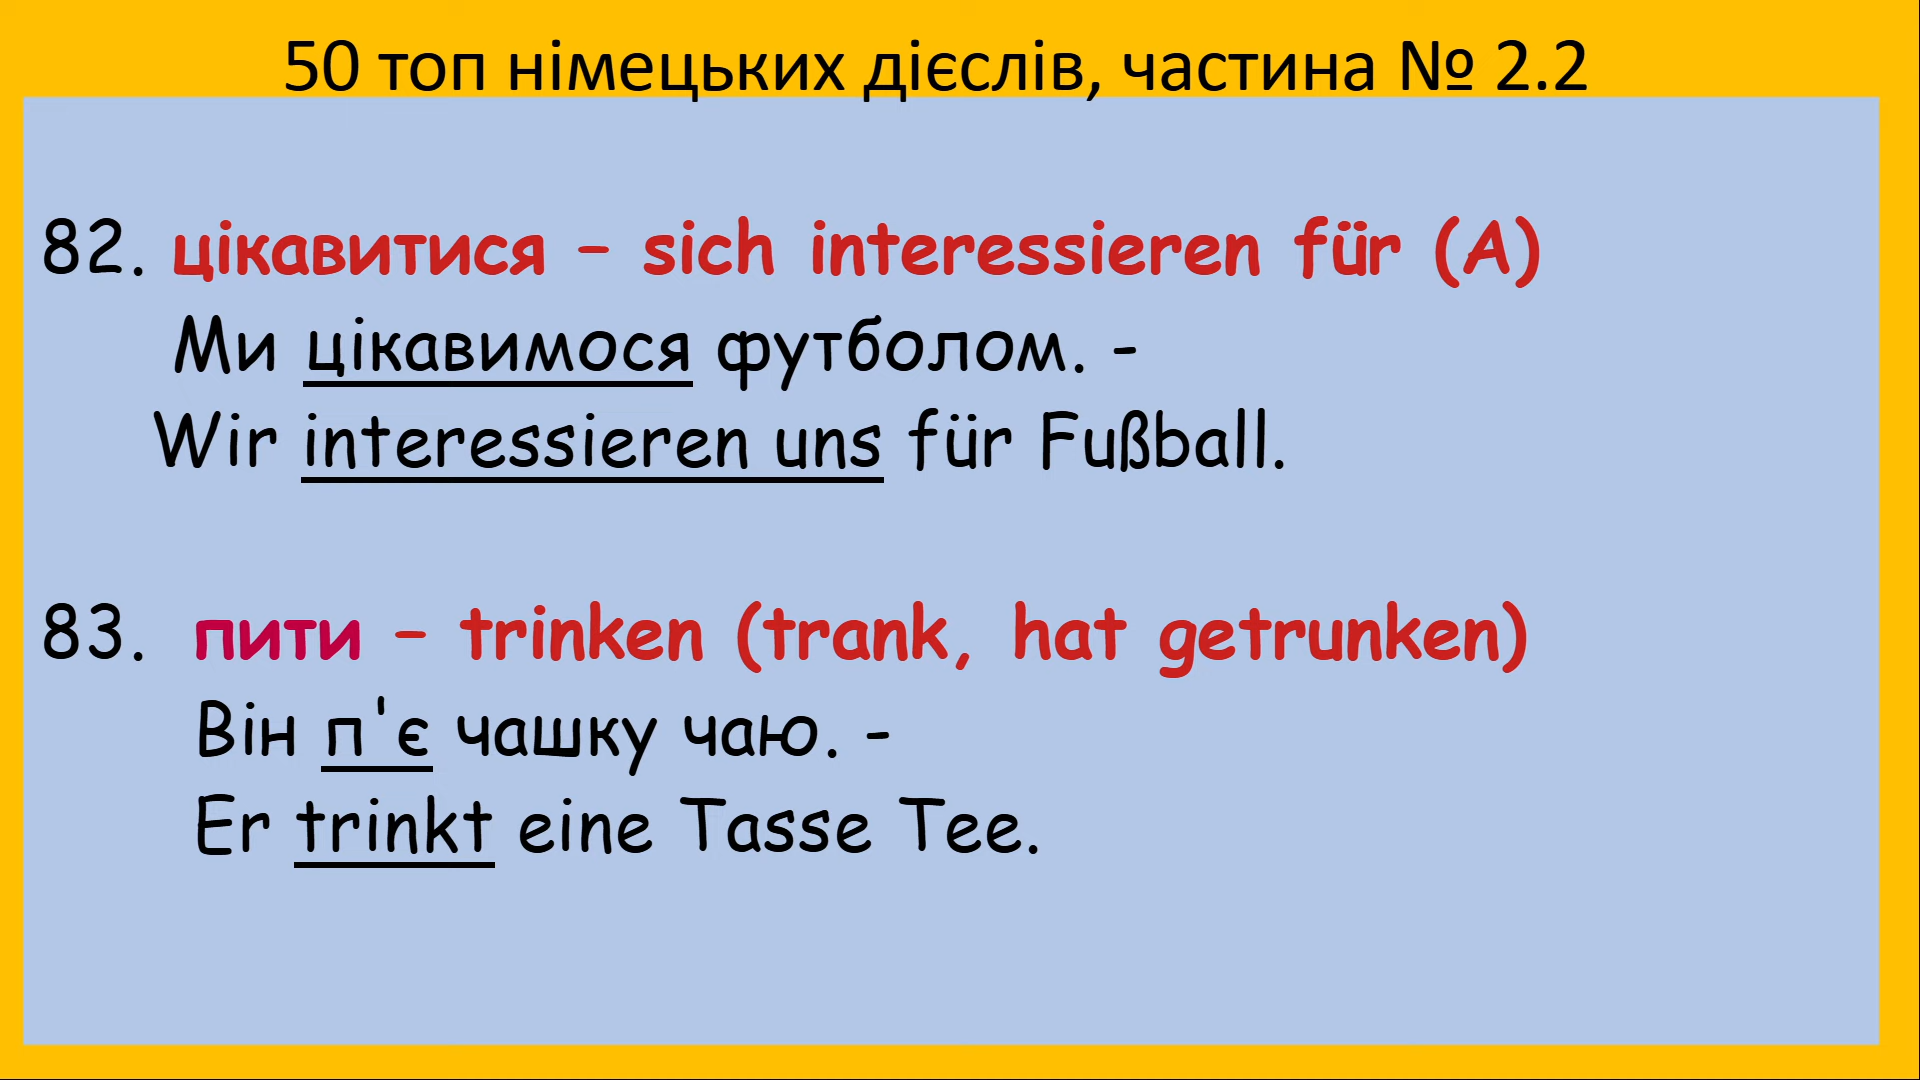 50 топ німецьких дієслів, частина № 2.2
82. цікавитися – sich interessieren für (A)
Ми цікавимося футболом. -
Wir interessieren uns für Fußball.
83. пити – trinken (trank, hat getrunken)
Він п'є чашку чаю. -
Er trinkt eine Tasse Tee.